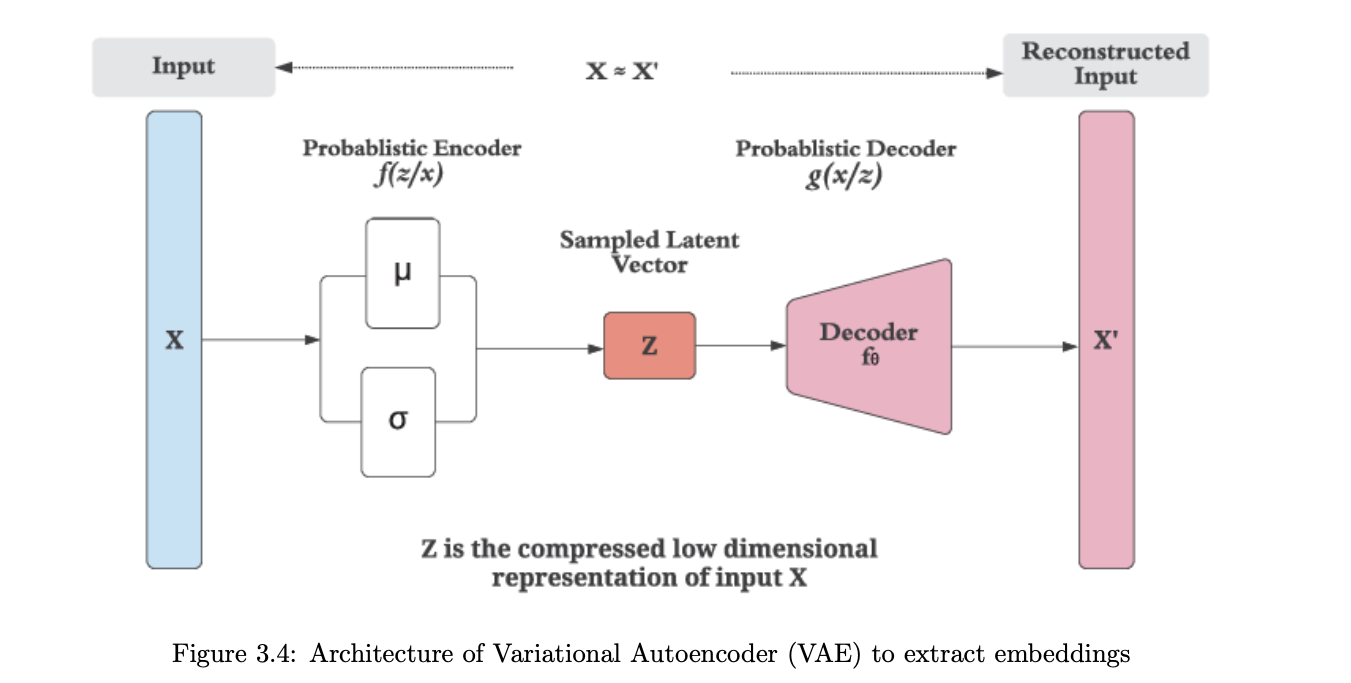 Input
X ≈ X'
Reconstructed
Input
Probablistic Encoder
f(z/x)
Probablistic Decoder
g(x/z)
Sampled Latent
Vector
μ
X
Z
Decoder
fθ
X'
σ
Z is the compressed low dimensional
representation of input X
Figure 3.4: Architecture of Variational Autoencoder (VAE) to extract embeddings